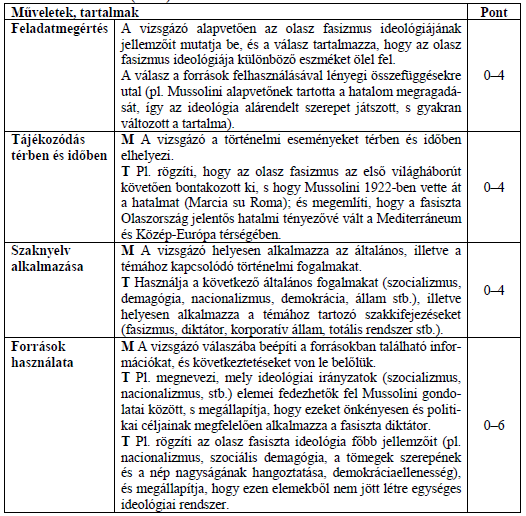 Műveletek, tartalmak Pont
Feladatmegértés
A vizsgázó alapvetően az olasz fasizmus ideológiájának
jellemzőit mutatja be, és a válasz tartalmazza, hogy az olasz
fasizmus ideológiája különböző eszméket ölel fel.
A válasz a források felhasználásával lényegi összefüggésekre
utal (pl. Mussolini alapvetőnek tartotta a hatalom megragadá-
sát, így az ideológia alárendelt szerepet játszott, s gyakran
változott a tartalma).
0–4
Tájékozódás
térben és időben
M A vizsgázó a történelmi eseményeket térben és időben
elhelyezi.
T Pl. rögzíti, hogy az olasz fasizmus az első világháborút
követően bontakozott ki, s hogy Mussolini 1922-ben vette át
a hatalmat (Marcia su Roma); és megemlíti, hogy a fasiszta
Olaszország jelentős hatalmi tényezővé vált a Mediterráneum
és Közép-Európa térségében.
0–4
Szaknyelv
alkalmazása
M A vizsgázó helyesen alkalmazza az általános, illetve a
témához kapcsolódó történelmi fogalmakat.
T Használja a következő általános fogalmakat (szocializmus,
demagógia, nacionalizmus, demokrácia, állam stb.), illetve
helyesen alkalmazza a témához tartozó szakkifejezéseket
(fasizmus, diktátor, korporatív állam, totális rendszer stb.).
0–4
Források
használata
M A vizsgázó válaszába beépíti a forrásokban található infor-
mációkat, és következtetéseket von le belőlük.
T Pl. megnevezi, mely ideológiai irányzatok (szocializmus,
nacionalizmus, stb.) elemei fedezhetők fel Mussolini gondo-
latai között, s megállapítja, hogy ezeket önkényesen és politi-
kai céljainak megfelelően alkalmazza a fasiszta diktátor.
T Pl. rögzíti az olasz fasiszta ideológia főbb jellemzőit (pl.
nacionalizmus, szociális demagógia, a tömegek szerepének
és a nép nagyságának hangoztatása, demokráciaellenesség),
és megállapítja, hogy ezen elemekből nem jött létre egységes
ideológiai rendszer.
0–6